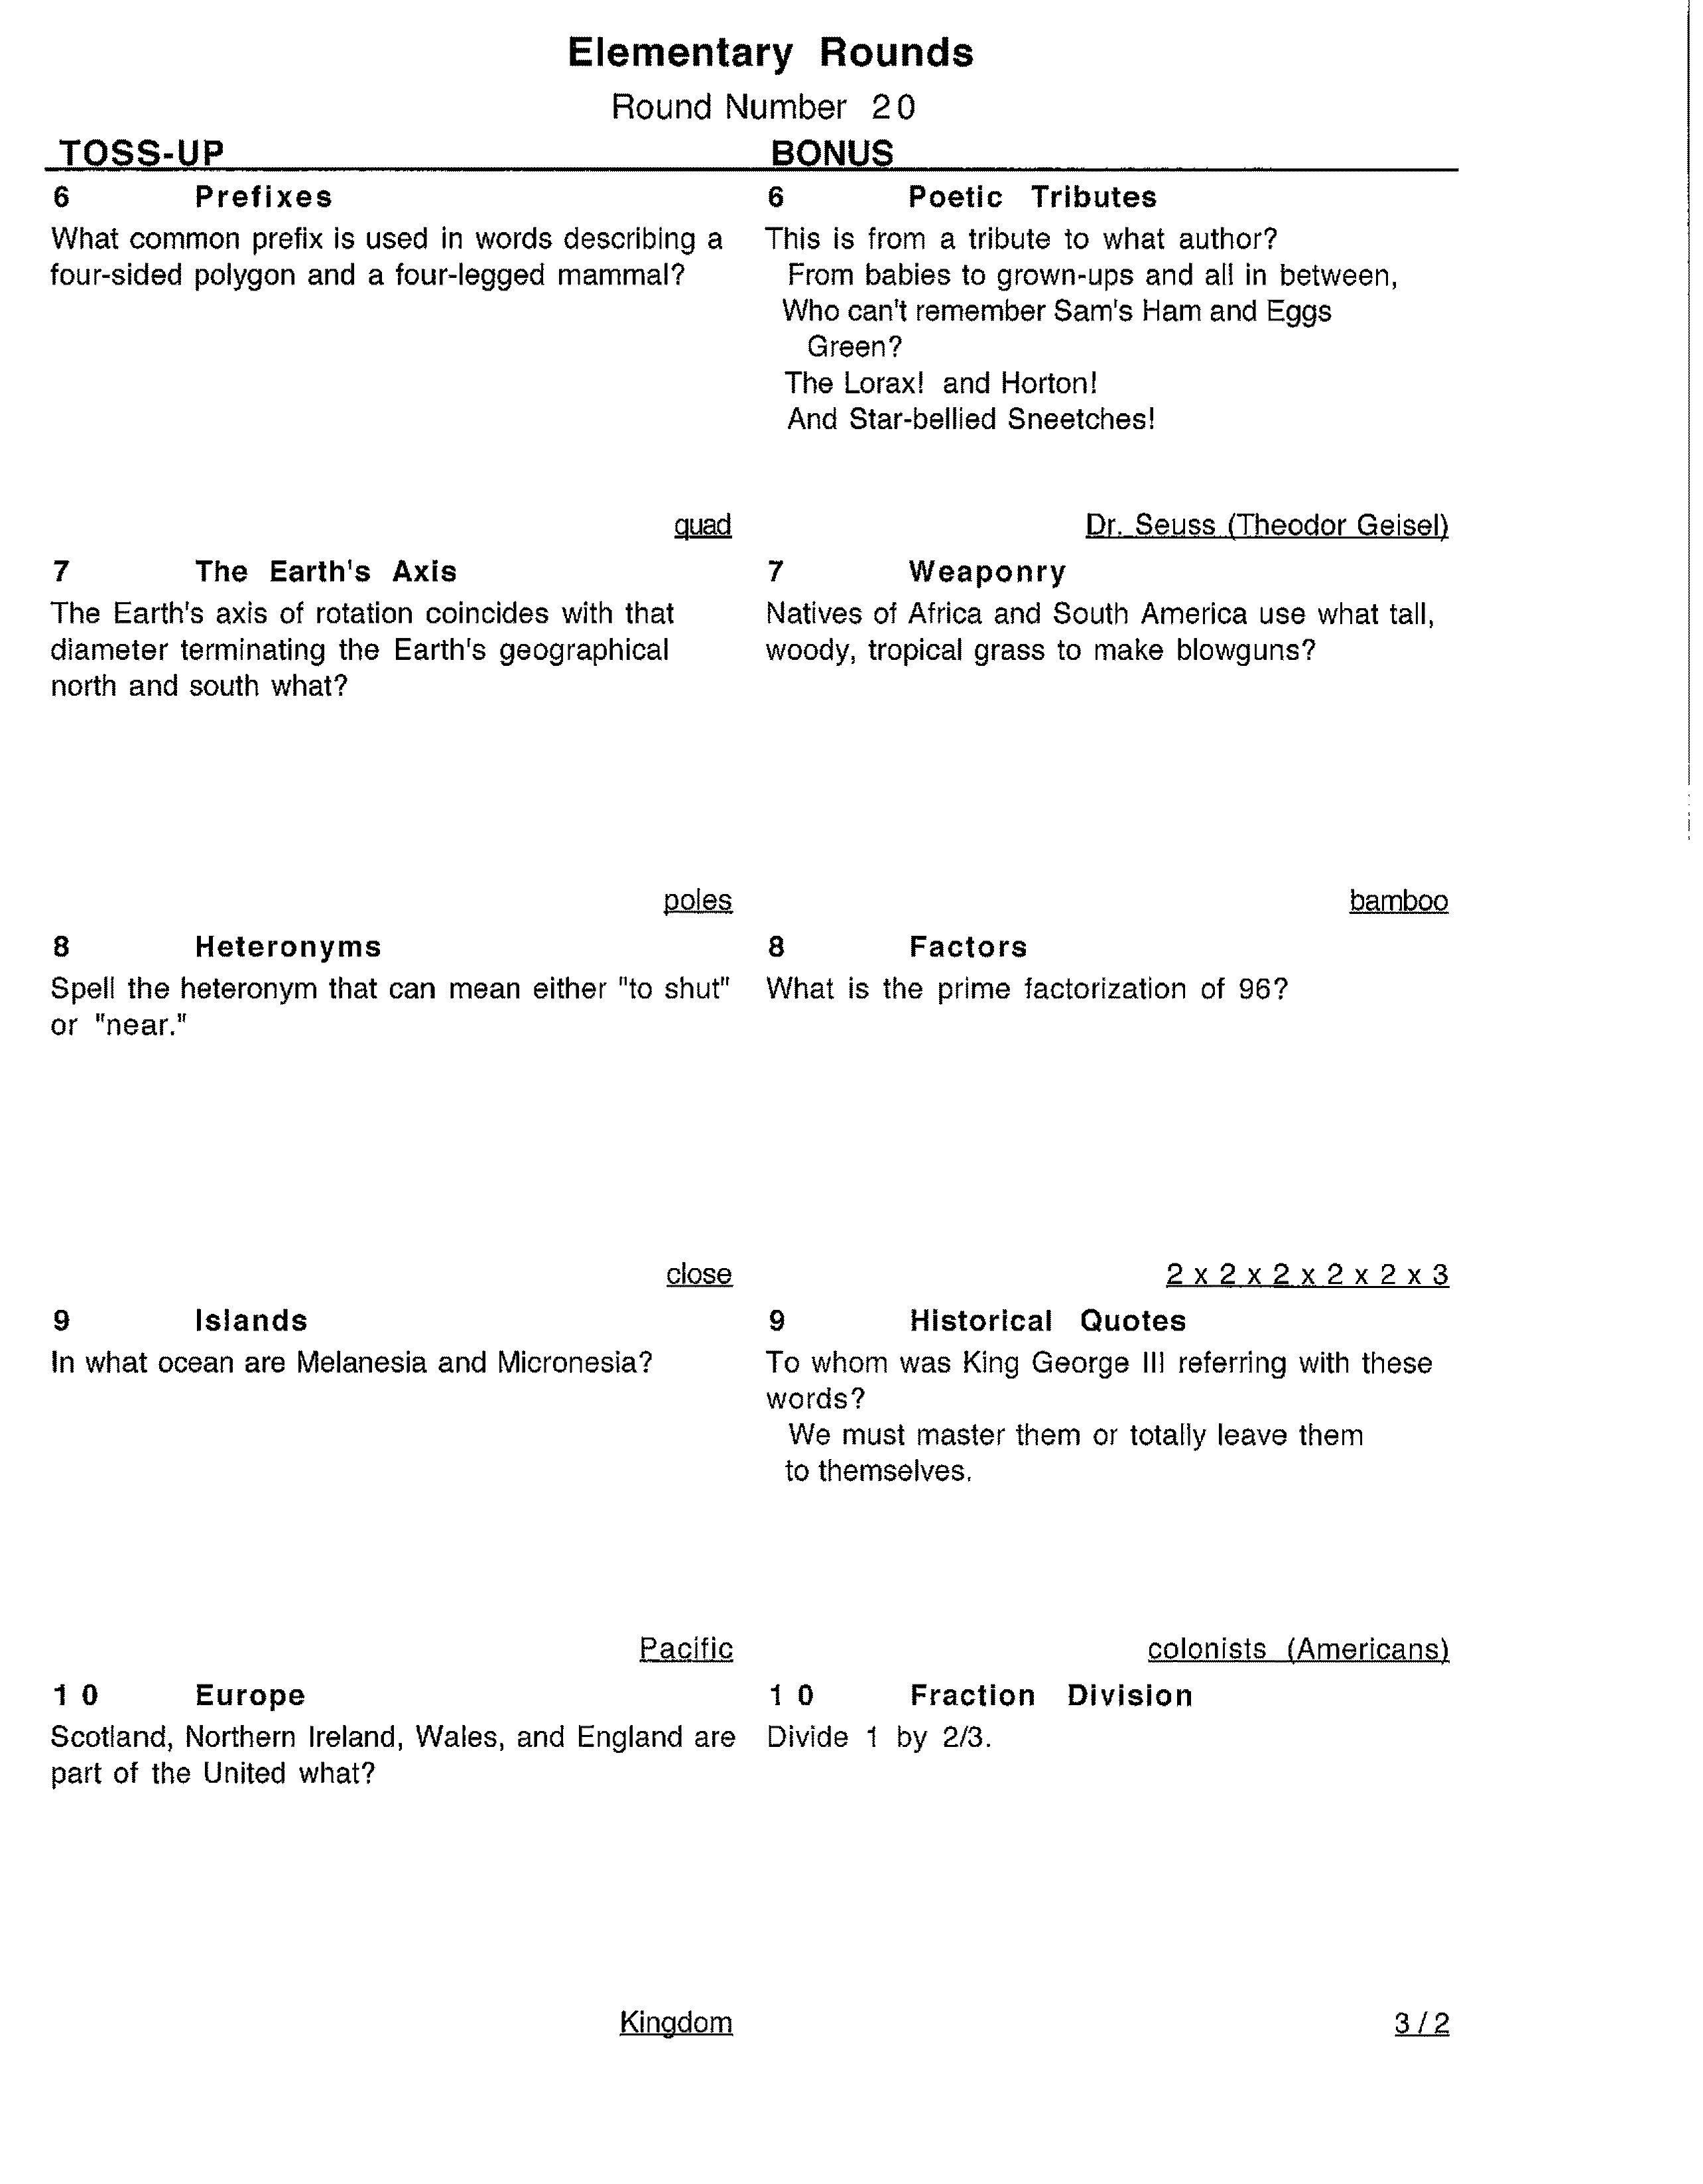 Elementary Rounds
Round Number 20
TOSS-UP
BONUS
6 Prefixes
What common prefix is used in words describing a
four-sided polygon and a four-legged mammal?
quad
6 Poetic Tributes
This is from a tribute to what author?
From babies to grown-ups and all in between,
Who can't remember Sam's Ham and Eggs
Green?
The Lorax! and Horton!
And Star-bellied Sneetches!
Dr. Seuss (Theodor Geisel)
7 The Earth's Axis
The Earth's axis of rotation coincides with that
diameter terminating the Earth's geographical
north and south what?
poles
7 Weaponry
Natives of Africa and South America use what tall,
woody, tropical grass to make blowguns?
bamboo
8 Heteronyms
Spell the heteronym that can mean either "to shut"
or "near."
close
8 Factors
What is the prime factorization of 96?
2 x 2 x 2 x 2 x 2 x 3
9 Islands
In what ocean are Melanesia and Micronesia?
Pacific
9 Historical Quotes
To whom was King George III referring with these
words?
We must master them or totally leave them
to themselves.
colonists (Americans)
10 Europe
Scotland, Northern Ireland, Wales, and England are
part of the United what?
Kingdom
10 Fraction Division
Divide 1 by 2/3.
3/2